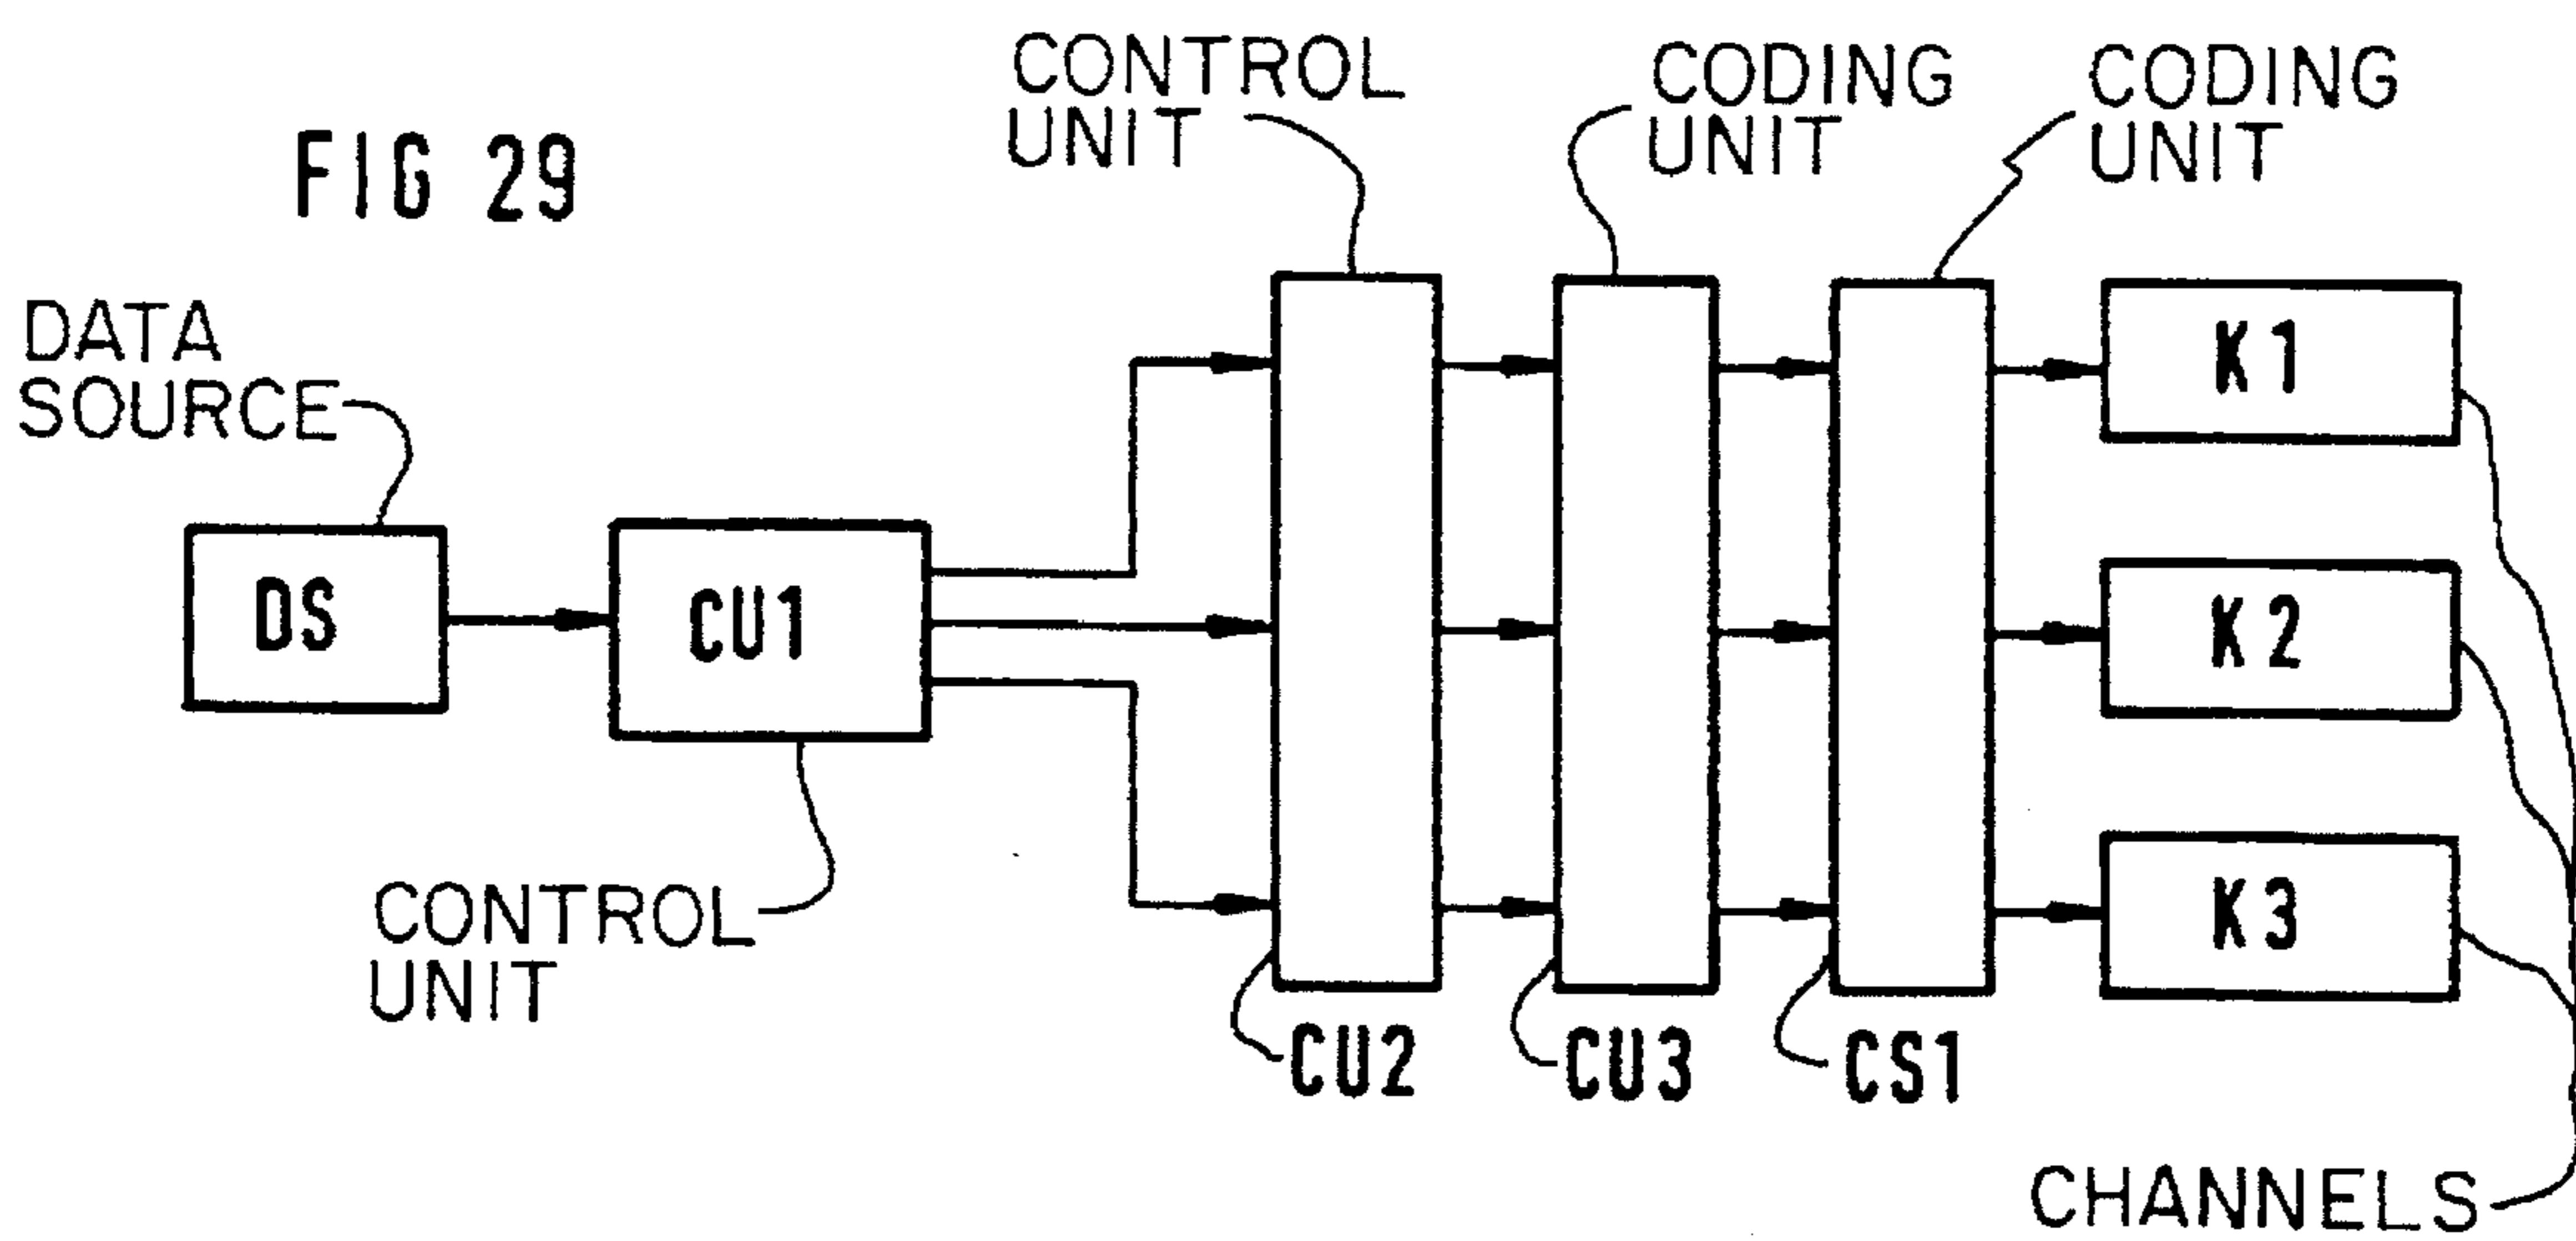 FIG 29
CONTROL
UNIT
CODING
UNIT
CODING
UNIT
DATA
SOURCE
DS
CU1
K1
K2
K3
CONTROL
UNIT
CU2
CU3
CS1
CHANNELS